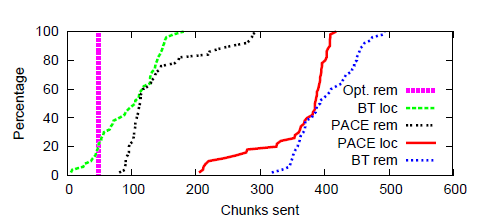 100
80
60
40
20
0
Percentage
Opt. rem
BT loc
PACE rem
PACE loc
BT rem
0 100 200 300 400 500 600
Chunks sent